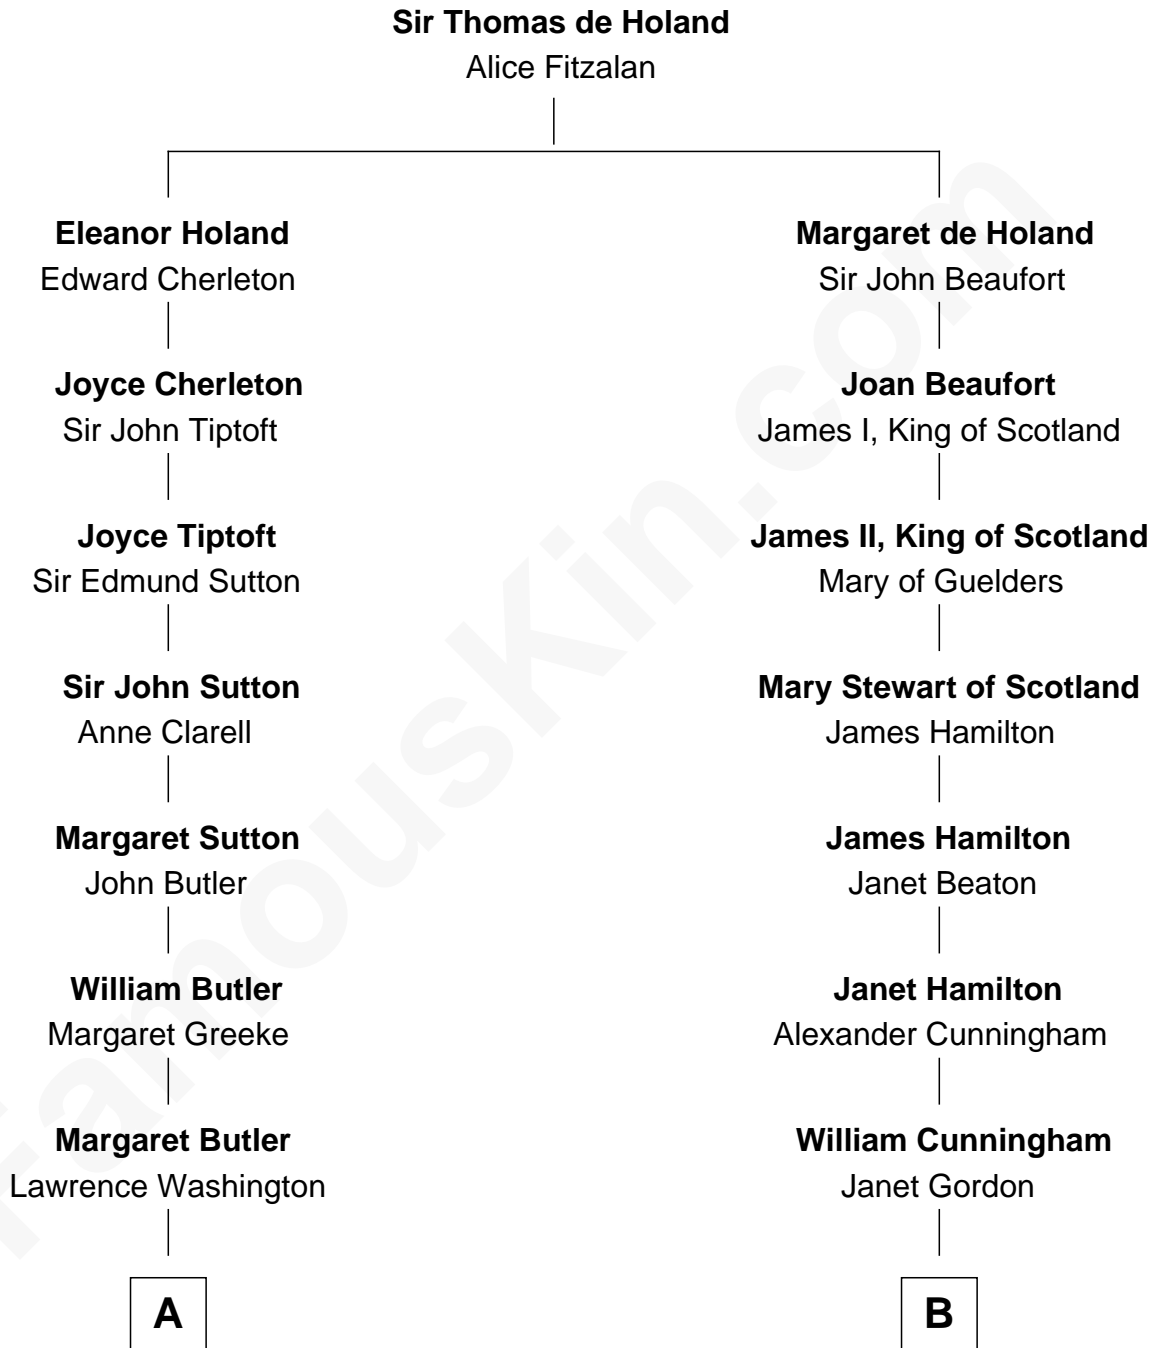 Sir Thomas de Holand
Alice Fitzalan
Eleanor Holand
Edward Cherleton
Margaret de Holand
Sir John Beaufort
Joyce Cherleton
Sir John Tiptoft
Joan Beaufort
James I, King of Scotland
Joyce Tiptoft
Sir Edmund Sutton
James II, King of Scotland
Mary of Guelders
Sir John Sutton
Anne Clarell
Mary Stewart of Scotland
James Hamilton
Margaret Sutton
John Butler
James Hamilton
Janet Beaton
William Butler
Margaret Greeke
Janet Hamilton
Alexander Cunningham
Margaret Butler
Lawrence Washington
William Cunningham
Janet Gordon
A
B
FamousKin.com